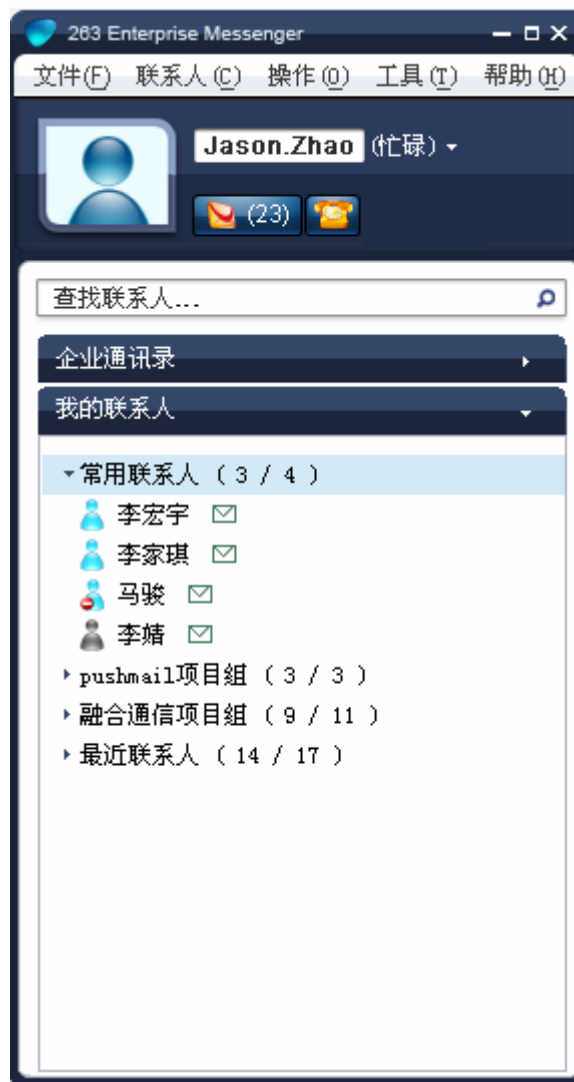 263 Enterprise Messenger
文件(F) 联系人(C) 操作(O) 工具(T) 帮助(H)
Jason.Zhao (忙碌)
(23)
查找联系人...
企业通讯录
我的联系人
常用联系人 ( 3 / 4 )
李宏宇
李家琪
马骏
李婧
pushmail项目组 ( 3 / 3 )
融合通信项目组 ( 9 / 11 )
最近联系人 ( 14 / 17 )